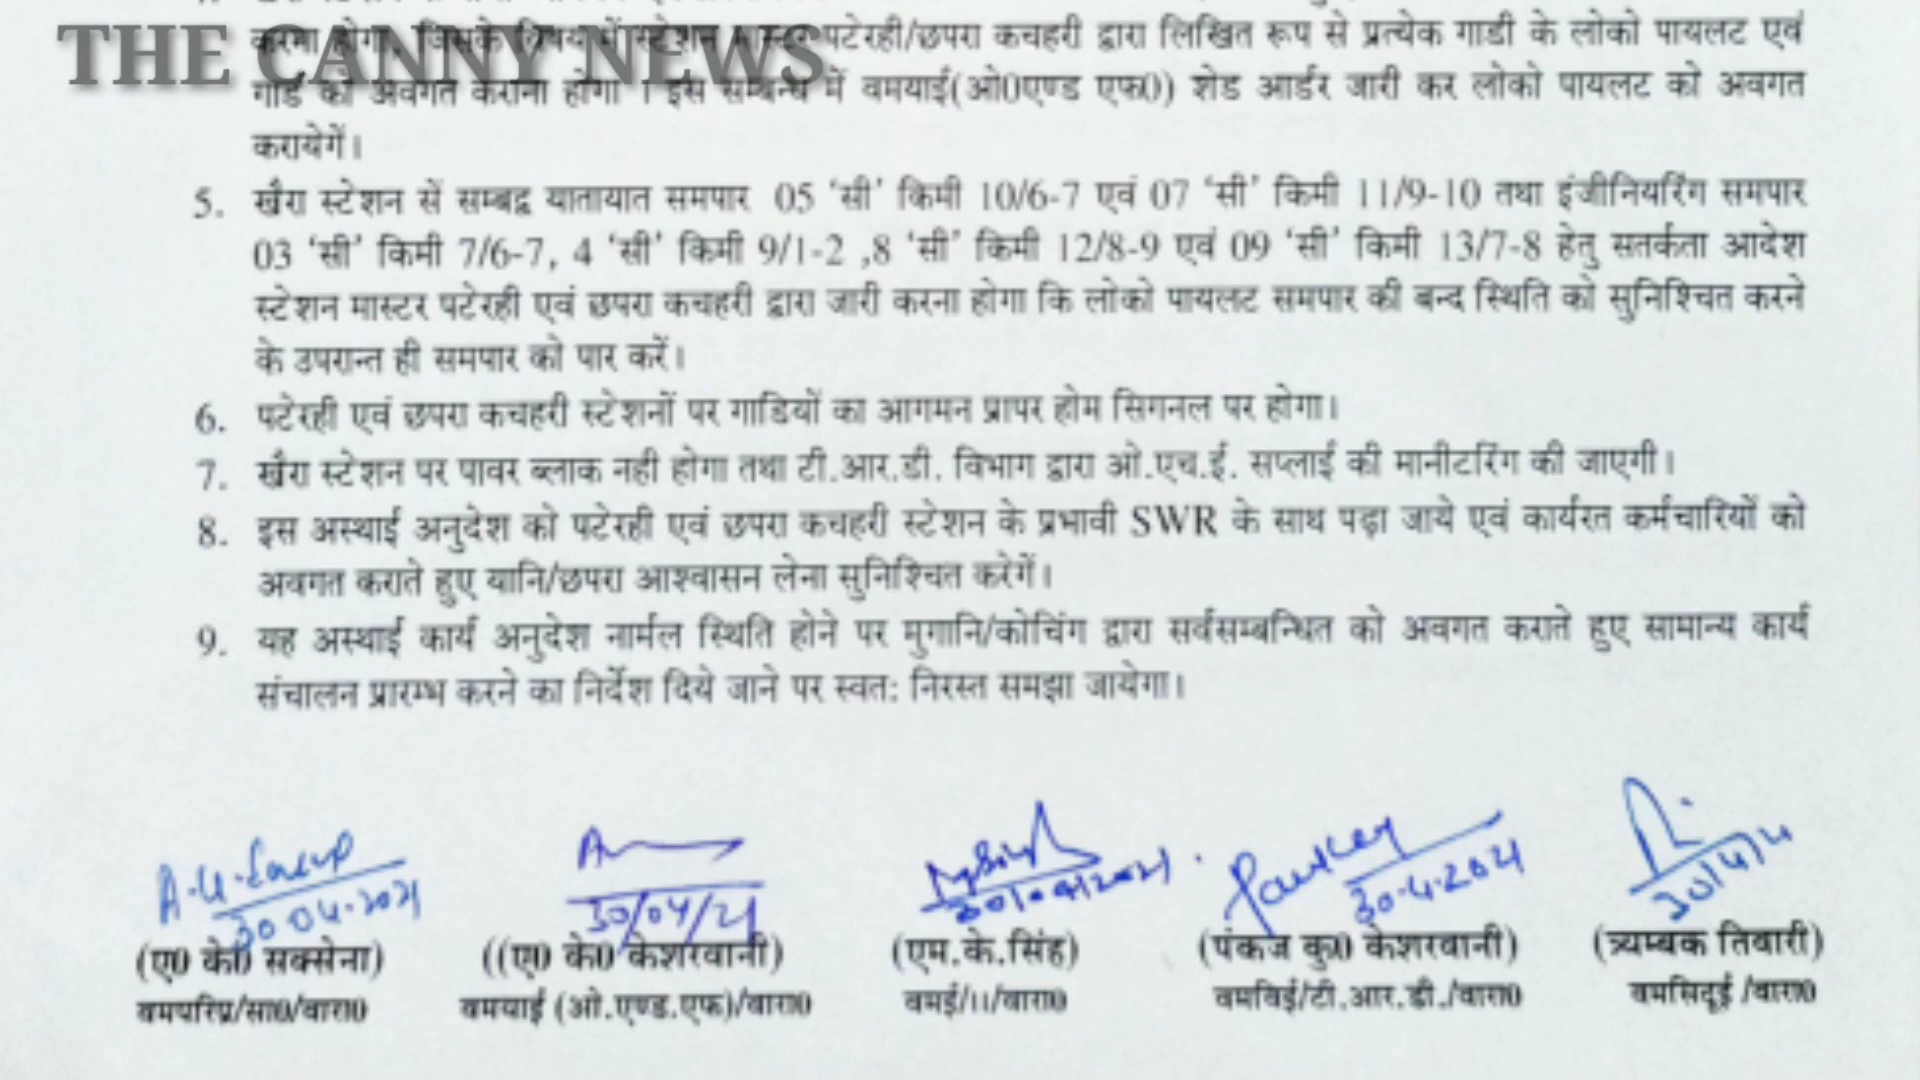 THE CANNY NEWS
करना होगा, जिसके विषय में स्टेशन मास्टर पटेरही/छपरा कचहरी द्वारा लिखित रूप से प्रत्येक गाडी के लोको पायलट एवं
गार्ड को अवगत कराना होगा । इस सम्बन्ध में वमयाई(ओ0एण्ड एफ0) शेड आर्डर जारी कर लोको पायलट को अवगत
करायेगें।
5. खैरा स्टेशन सें सम्बद्व यातायात समपार 05 ‘सी’ किमी 10/6-7 एवं 07 ‘सी’ किमी 11/9-10 तथा इंजीनियरिंग समपार
03 ‘सी’ किमी 7/6-7, 4 ‘सी’ किमी 9/1-2 ,8 ‘सी’ किमी 12/8-9 एवं 09 ‘सी’ किमी 13/7-8 हेतु सतर्कता आदेश
स्टेशन मास्टर पटेरही एवं छपरा कचहरी द्वारा जारी करना होगा कि लोको पायलट समपार की बन्द स्थिति को सुनिश्चित करने
के उपरान्त ही समपार को पार करें।
6. पटेरही एवं छपरा कचहरी स्टेशनों पर गाडियों का आगमन प्रापर होम सिगनल पर होगा।
7. खैरा स्टेशन पर पावर ब्लाक नही होगा तथा टी.आर.डी. विभाग द्वारा ओ.एच.ई. सप्लाई की मानीटरिंग की जाएगी।
8. इस अस्थाई अनुदेश को पटेरही एवं छपरा कचहरी स्टेशन के प्रभावी SWR के साथ पढ़ा जाये एवं कार्यरत कर्मचारियों को
अवगत कराते हुए यानि/छपरा आश्वासन लेना सुनिश्चित करेगें।
9. यह अस्थाई कार्य अनुदेश नार्मल स्थिति होने पर मुगानि/कोचिंग द्वारा सर्वसम्बन्धित को अवगत कराते हुए सामान्य कार्य
संचालन प्रारम्भ करने का निर्देश दिये जाने पर स्वत: निरस्त समझा जायेगा।
30.04.2021 30/04/21 30/04/2021 30.4.2021 30/4/21
(ए0 के0 सक्सेना) ((ए0 के0 केशरवानी) (एम.के.सिंह) (पंकज कु0 केशरवानी) (त्र्यम्बक तिवारी)
वमपरिप्र/सा0/वारा0 वमयाई (ओ.एण्ड.एफ)/वारा0 वमई/।।/वारा0 वमविई/टी.आर.डी./वारा0 वमसिदूई /वारा0